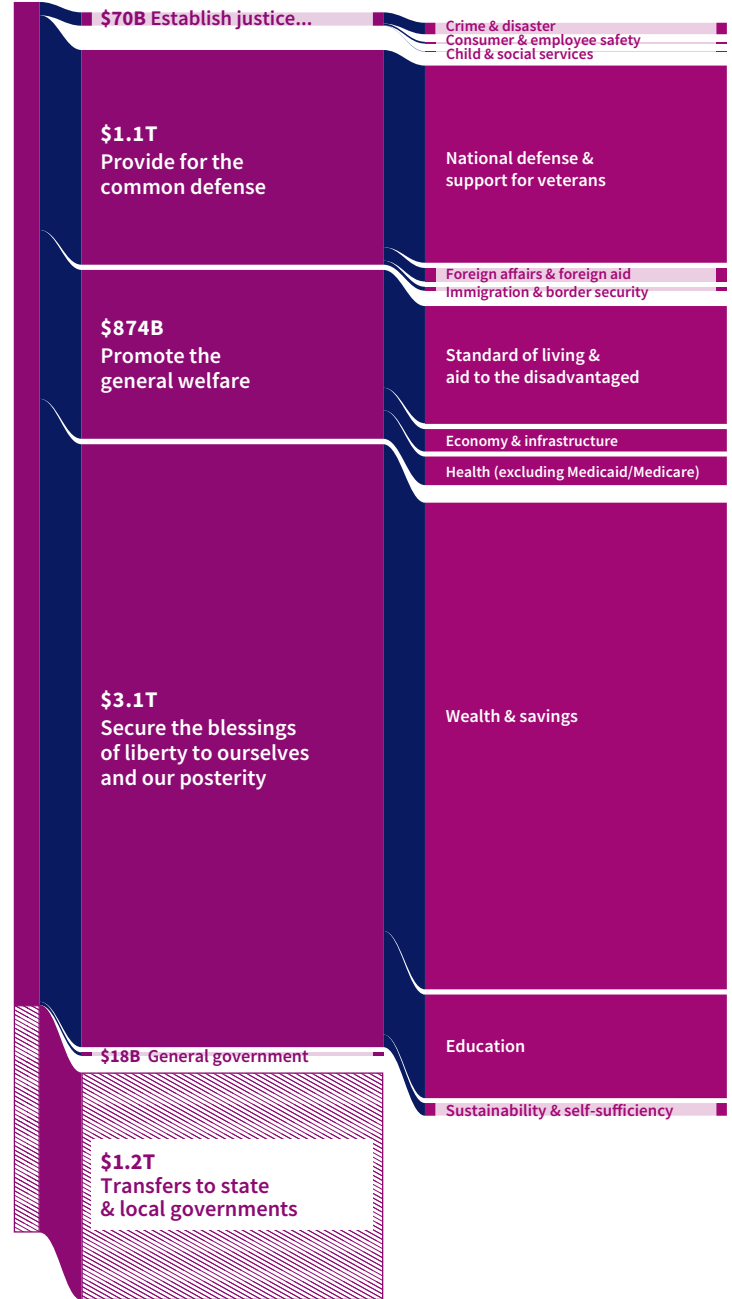 $70B Establish justice...
$1.1T
Provide for the
common defense
$874B
Promote the
general welfare
$3.1T
Secure the blessings
of liberty to ourselves
and our posterity
$18B General government
$1.2T
Transfers to state
& local governments
Crime & disaster
Consumer & employee safety
Child & social services
National defense &
support for veterans
Foreign affairs & foreign aid
Immigration & border security
Standard of living &
aid to the disadvantaged
Economy & infrastructure
Health (excluding Medicaid/Medicare)
Wealth & savings
Education
Sustainability & self-sufficiency